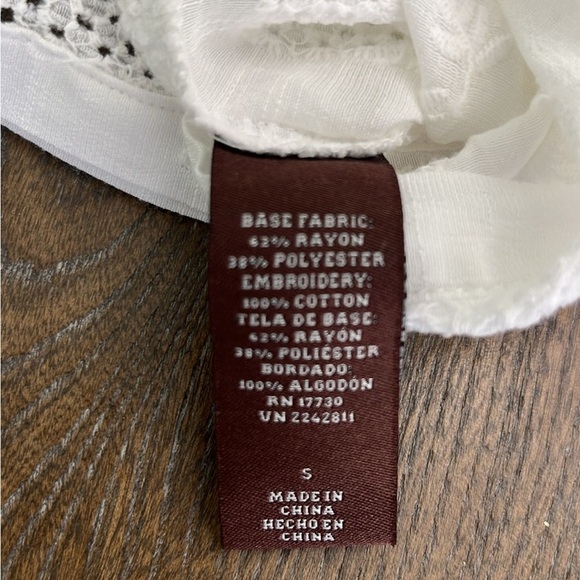 BASE FABRIC:
62% RAYON
38% POLYESTER
EMBROIDERY:
100% COTTON
TELA DE BASE:
62% RAYON
38% POLIÉSTER
BORDADO:
100% ALGODÓN
RN 17730
VN 2242811
S
MADE IN
CHINA
HECHO EN
CHINA